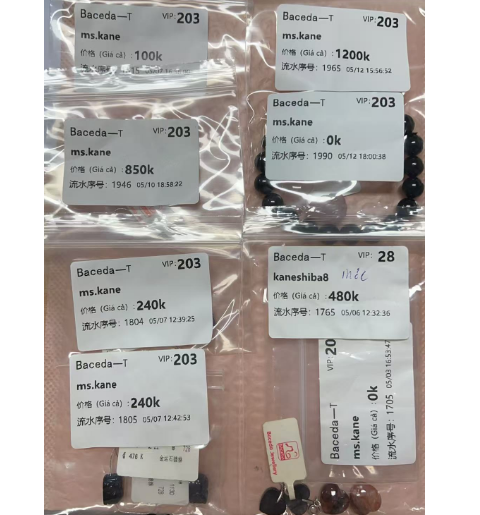 Baceda—T VIP: 203
ms.kane
价格 (Giá cả) : 100k
流水序号:
Baceda—T VIP: 203
ms.kane
价格 (Giá cả) : 1200k
流水序号: 1965 05/12 15:56:52
Baceda—T VIP: 203
ms.kane
价格 (Giá cả) : 0k
流水序号: 1990 05/12 18:00:38
Baceda—T VIP: 203
ms.kane
价格 (Giá cả) : 850k
流水序号: 1946 05/10 18:58:22
Baceda—T VIP: 203
ms.kane
价格 (Giá cả) : 240k
流水序号: 1804 05/07 12:39:25
Baceda—T VIP: 28
kaneshiba8
价格 (Giá cả) : 480k
流水序号: 1765 05/06 12:32:36
Baceda—T VIP: 203
ms.kane
价格 (Giá cả) : 240k
流水序号: 1805 05/07 12:42:53
Baceda—T VIP: 20
ms.kane
价格 (Giá cả) : 0k
流水序号: 1705 05/03 16:53:47